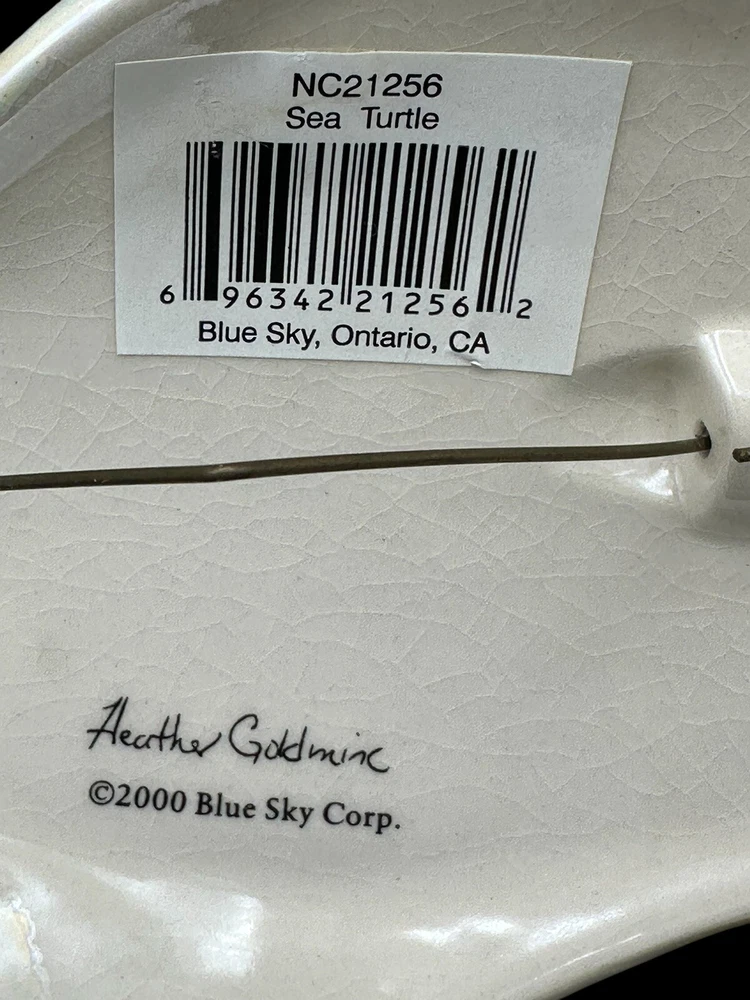 NC21256
Sea Turtle
6 96342 21256 2
Blue Sky, Ontario, CA
Heather Goldminc
©2000 Blue Sky Corp.